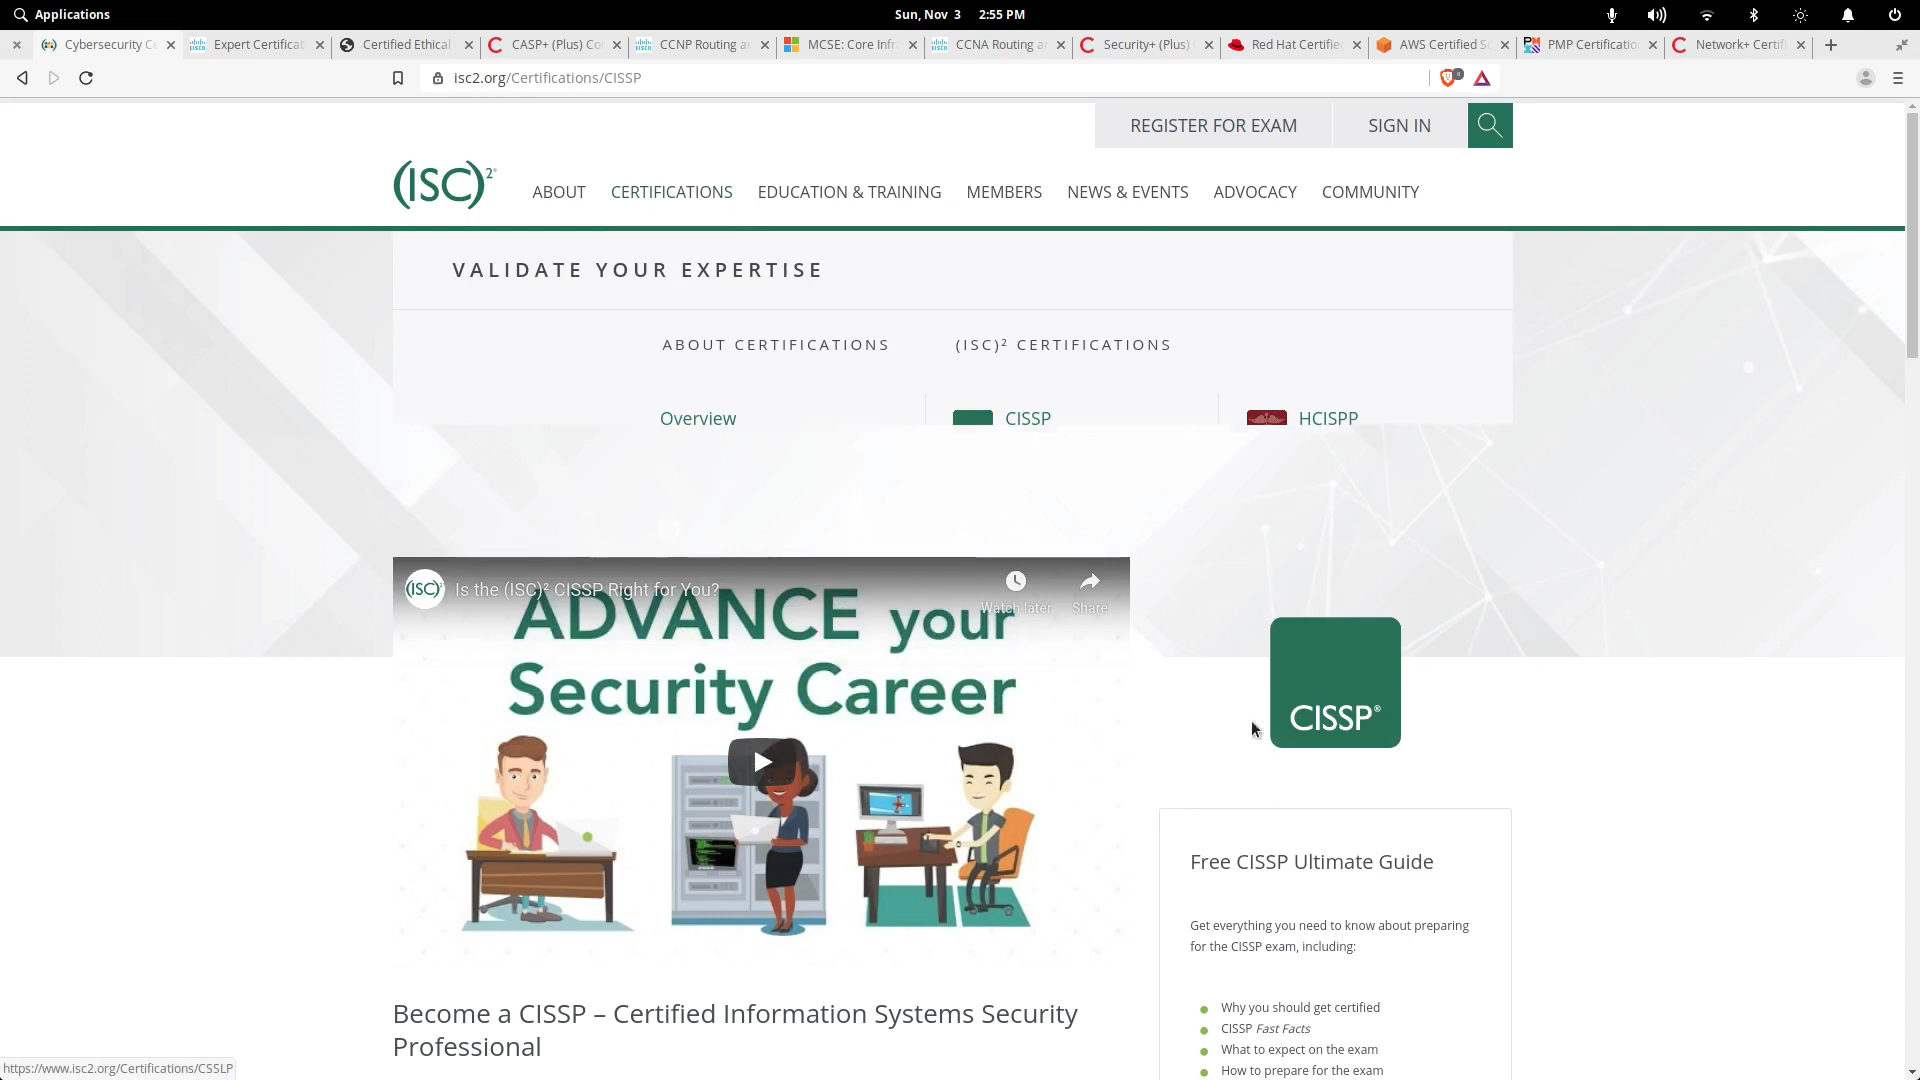 Applications
Sun, Nov 3 2:55 PM
Cybersecurity Ce
Expert Certificat
Certified Ethical
CASP+ (Plus) Co
CCNP Routing a
MCSE: Core Infr
CCNA Routing a
Security+ (Plus)
Red Hat Certifie
AWS Certified S
PMP Certificatio
Network+ Certif
isc2.org/Certifications/CISSP
REGISTER FOR EXAM
SIGN IN
(ISC)²®
ABOUT
CERTIFICATIONS
EDUCATION & TRAINING
MEMBERS
NEWS & EVENTS
ADVOCACY
COMMUNITY
VALIDATE YOUR EXPERTISE
ABOUT CERTIFICATIONS
(ISC)² CERTIFICATIONS
Overview
CISSP
HCISPP
(ISC)²
Is the (ISC)² CISSP Right for You?
Watch later
Share
ADVANCE your
Security Career
CISSP®
Free CISSP Ultimate Guide
Get everything you need to know about preparing
for the CISSP exam, including:
Why you should get certified
CISSP Fast Facts
What to expect on the exam
How to prepare for the exam
Become a CISSP – Certified Information Systems Security
Professional
https://www.isc2.org/Certifications/CSSLP